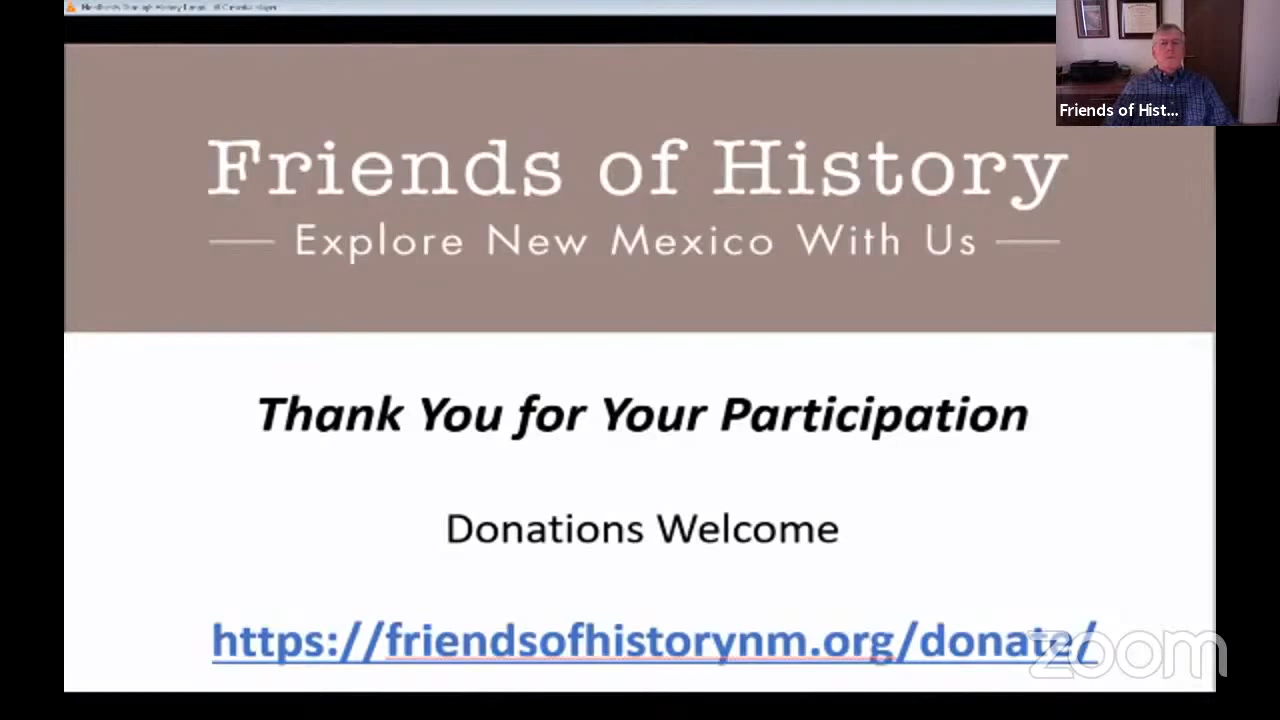 Friends of Hist...
Friends of History
Explore New Mexico With Us
Thank You for Your Participation
Donations Welcome
https://friendsofhistorynm.org/donate/
zoom